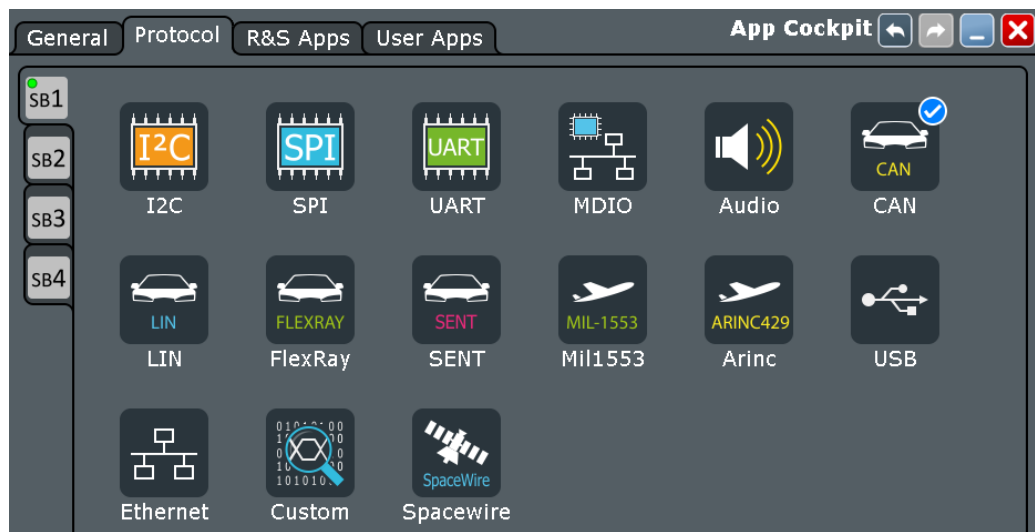 General Protocol R&S Apps User Apps App Cockpit
SB1
SB2
SB3
SB4
I²C SPI UART CAN
I2C SPI UART MDIO Audio CAN
LIN FLEXRAY SENT MIL-1553 ARINC429
LIN FlexRay SENT Mil1553 Arinc USB
SpaceWire
Ethernet Custom Spacewire